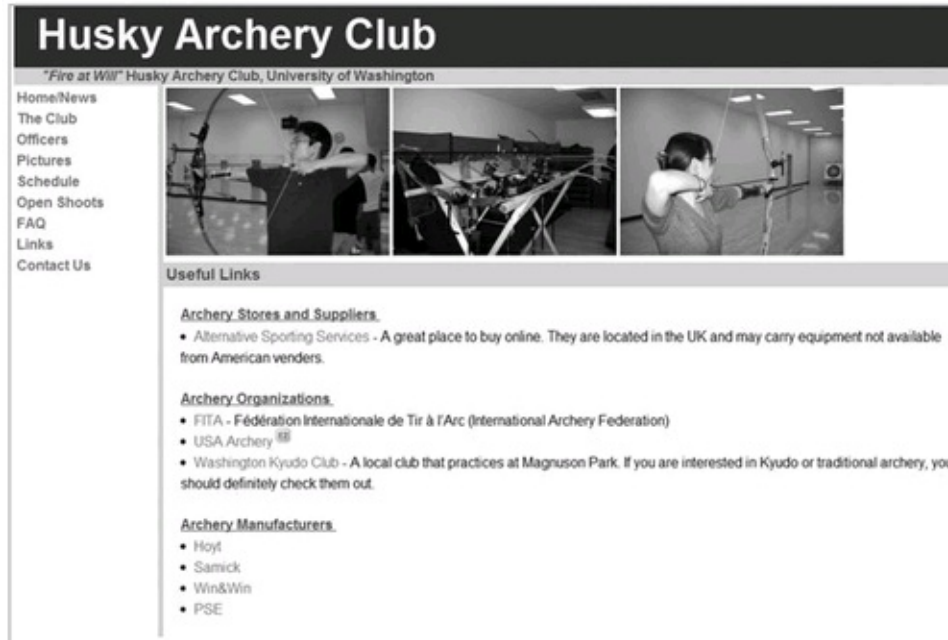 Husky Archery Club
"Fire at Will" Husky Archery Club, University of Washington
Home/News
The Club
Officers
Pictures
Schedule
Open Shoots
FAQ
Links
Contact Us
Useful Links
Archery Stores and Suppliers
• Alternative Sporting Services - A great place to buy online. They are located in the UK and may carry equipment not available
from American venders.
Archery Organizations
• FITA - Fédération Internationale de Tir à l'Arc (International Archery Federation)
• USA Archery
• Washington Kyudo Club - A local club that practices at Magnuson Park. If you are interested in Kyudo or traditional archery, you
should definitely check them out.
Archery Manufacturers
• Hoyt
• Samick
• Win&Win
• PSE